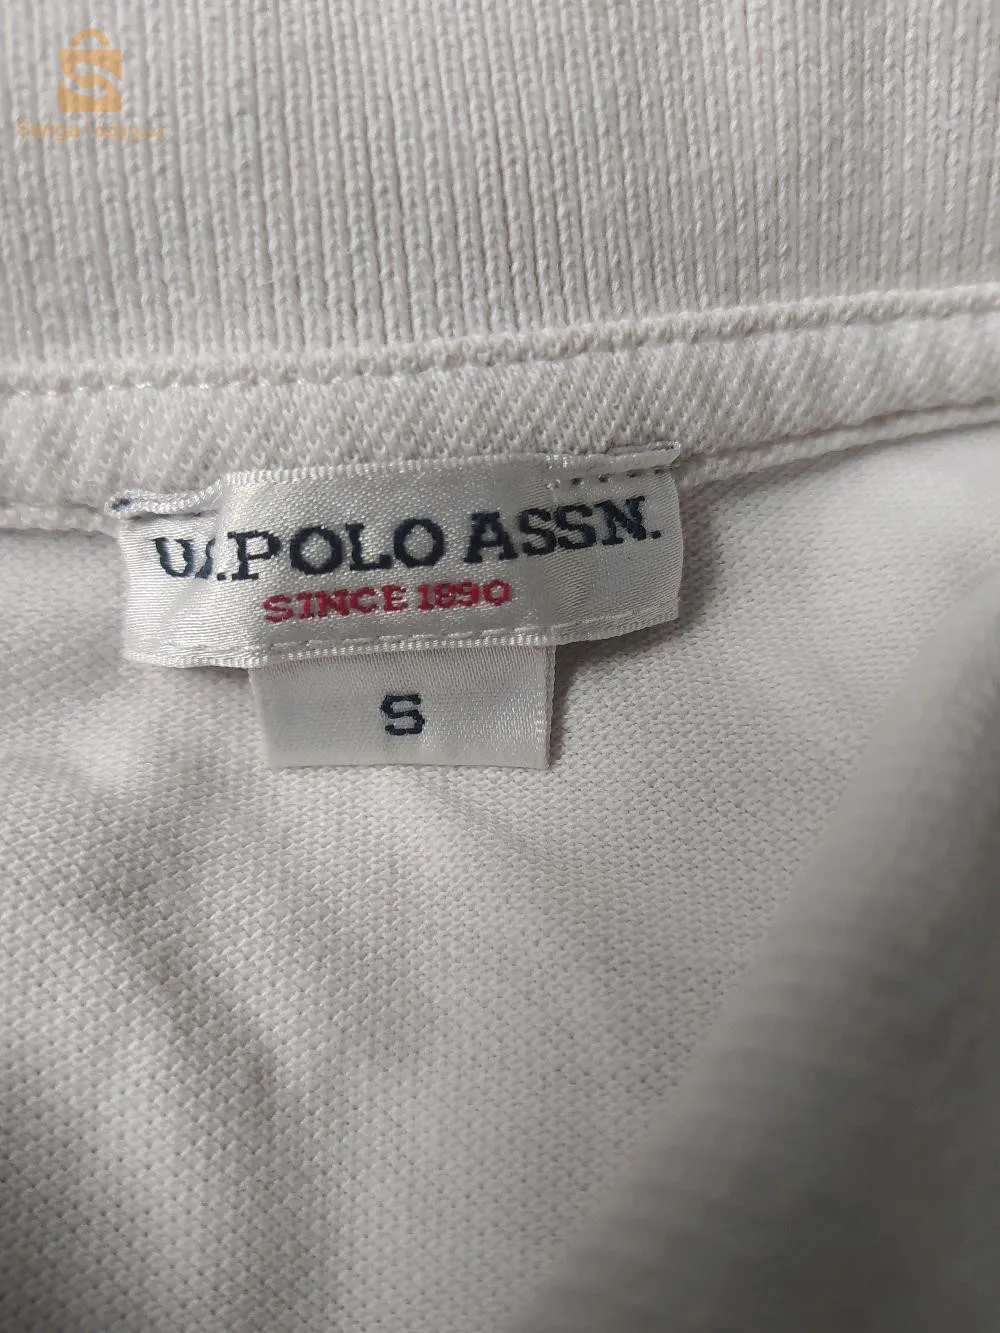 U.POLO ASSN.
SINCE 1890
S